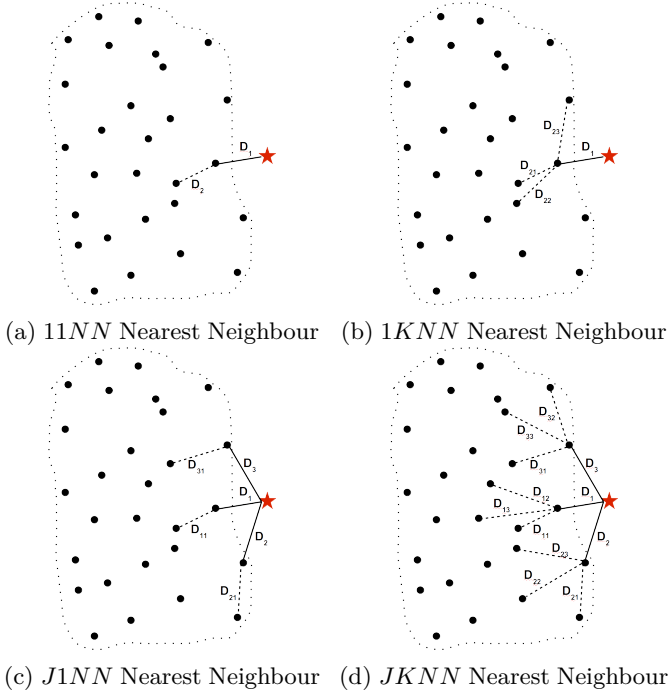 D1 D1
D2
D23
D21
D22
(a) 11NN Nearest Neighbour (b) 1KNN Nearest Neighbour
D31 D3
D1
D11
D2
D21
D32
D33
D31 D3
D12 D1
D13
D11 D2
D23
D22 D21
(c) J1NN Nearest Neighbour (d) JKNN Nearest Neighbour